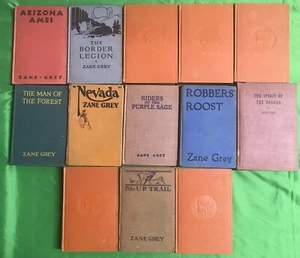 ARIZONA
AMES
ZANE · GREY
THE
BORDER
LEGION
BY
ZANE GREY
THE MAN OF
THE FOREST
ZANE GREY
"Nevada"
ZANE GREY
RIDERS
OF THE
PURPLE SAGE
ZANE GREY
ROBBERS'
ROOST
Zane Grey
THE SPIRIT OF
THE BORDER
The U.P. TRAIL
ZANE GREY